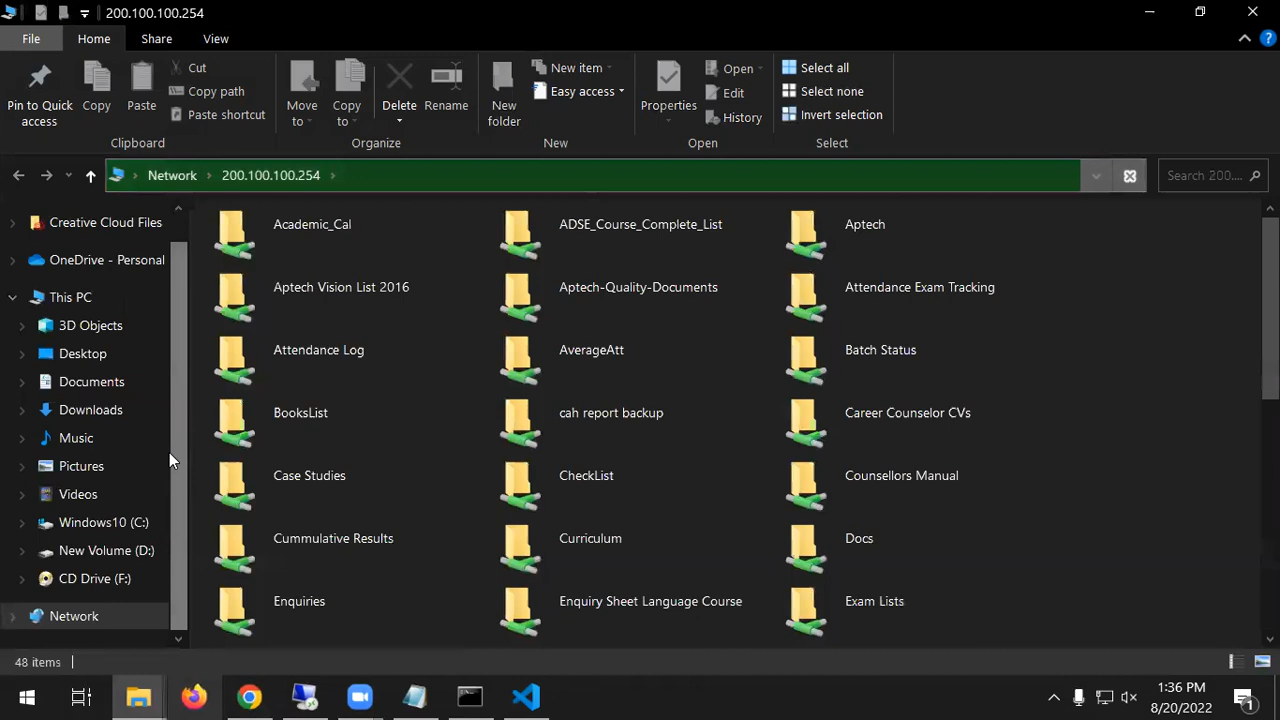 200.100.100.254
File Home Share View
Pin to Quick access
Copy
Paste
Cut
Copy path
Paste shortcut
Clipboard
Move to
Copy to
Delete
Rename
Organize
New folder
New item
Easy access
New
Properties
Open
Edit
History
Open
Select all
Select none
Invert selection
Select
Network 200.100.100.254
Search 200....
Creative Cloud Files
OneDrive - Personal
This PC
3D Objects
Desktop
Documents
Downloads
Music
Pictures
Videos
Windows10 (C:)
New Volume (D:)
CD Drive (F:)
Network
Academic_Cal ADSE_Course_Complete_List Aptech
Aptech Vision List 2016 Aptech-Quality-Documents Attendance Exam Tracking
Attendance Log AverageAtt Batch Status
BooksList cah report backup Career Counselor CVs
Case Studies CheckList Counsellors Manual
Cummulative Results Curriculum Docs
Enquiries Enquiry Sheet Language Course Exam Lists
48 items
1:36 PM
8/20/2022
1